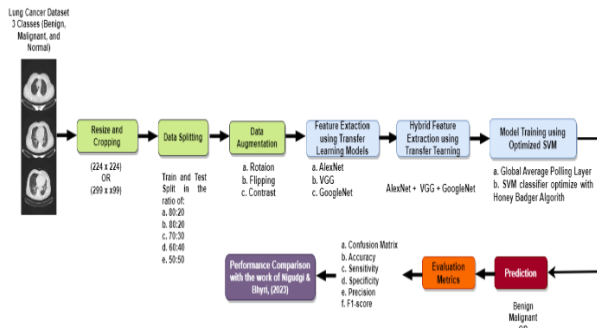 Lung Cancer Dataset
3 Classes (Benign,
Malignant, and
Normal)
Resize and
Cropping
(224 x 224)
OR
(299 x x99)
Data Splitting
Train and Test
Split in the
ratio of:
a. 80:20
b. 80:20
c. 70:30
d. 60:40
e. 50:50
Data
Augmentation
a. Rotaion
b. Flipping
c. Contrast
Feature Extaction
using Transfer
Learning Models
a. AlexNet
b. VGG
c. GoogleNet
Hybrid Feature
Extraction using
Transfer Tearning
AlexNet + VGG + GoogleNet
Model Training using
Optimized SVM
a. Global Average Polling Layer
b. SVM classifier optimize with
Honey Badger Algorith
Prediction
Benign
Malignant
OR
Evaluation
Metrics
a. Confusion Matrix
b. Accuracy
c. Sensitivity
d. Specificity
e. Precision
f. F1-score
Performance Comparison
with the work of Nigudgi &
Bhyri, (2023)